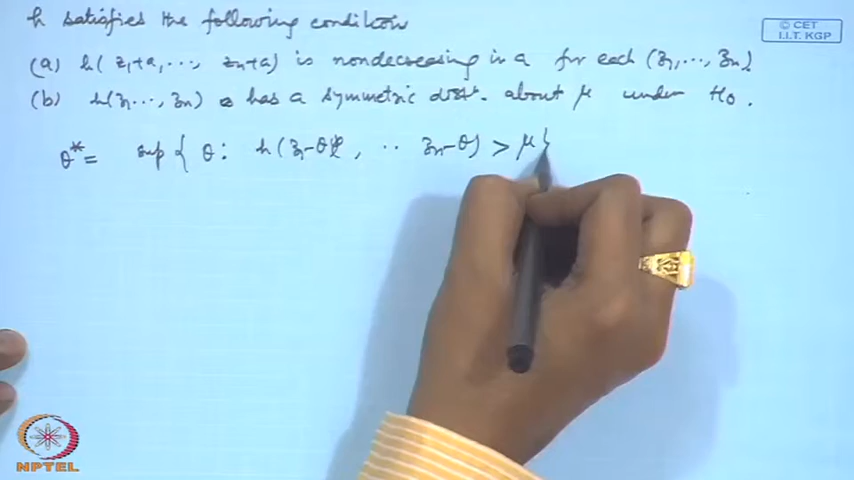 h satisfies the following conditions
© CET
I.I.T. KGP
(a) h(z₁+a, ..., zₙ+a) is nondecreasing in a for each (z₁, ..., zₙ)
(b) h(z₁ ..., zₙ) has a symmetric distⁿ. about μ under H₀.
θ* = sup { θ: h(z₁-θ, .. zₙ-θ) > μ}
NPTEL